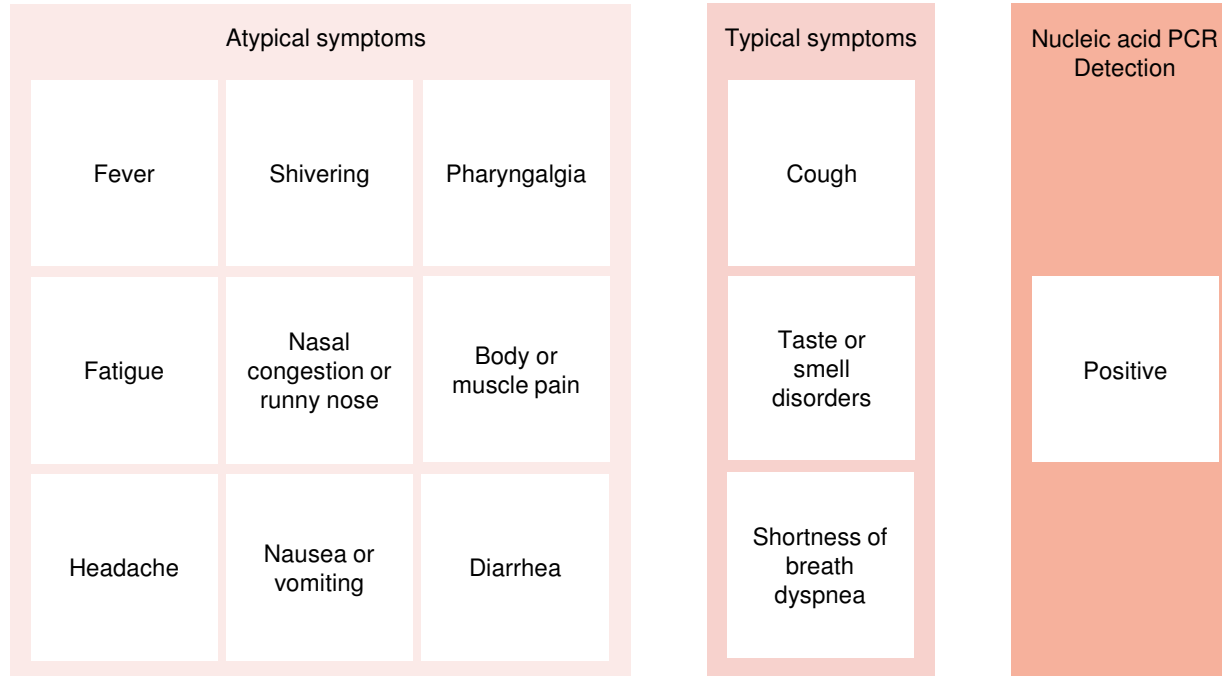 Atypical symptoms
Fever
Shivering
Pharyngalgia
Fatigue
Nasal
congestion or
runny nose
Body or
muscle pain
Headache
Nausea or
vomiting
Diarrhea
Typical symptoms
Cough
Taste or
smell
disorders
Shortness of
breath
dyspnea
Nucleic acid PCR
Detection
Positive